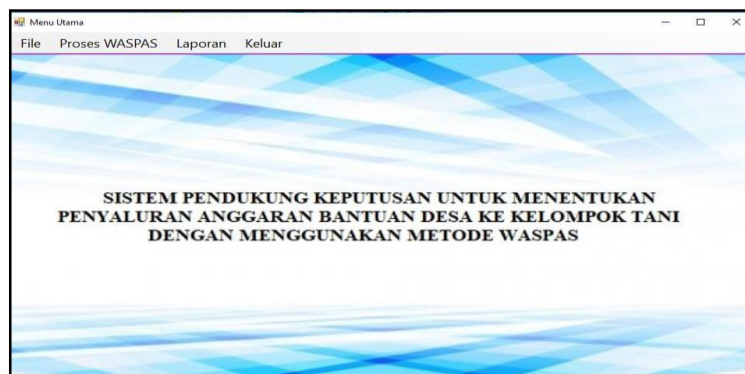 Menu Utama
File Proses WASPAS Laporan Keluar
SISTEM PENDUKUNG KEPUTUSAN UNTUK MENENTUKAN
PENYALURAN ANGGARAN BANTUAN DESA KE KELOMPOK TANI
DENGAN MENGGUNAKAN METODE WASPAS